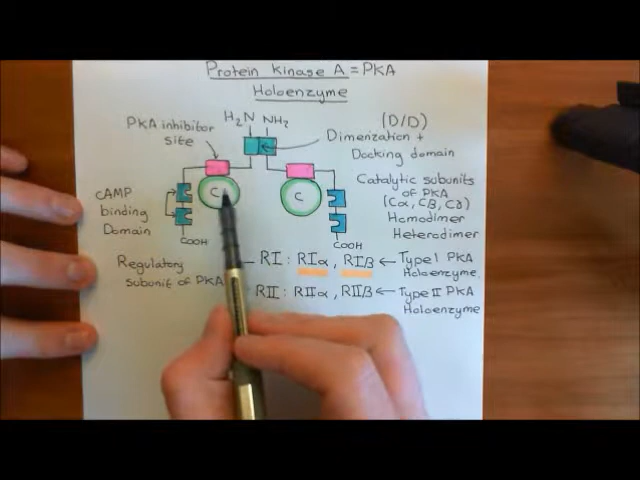 Protein kinase A = PKA
Holoenzyme
H₂N NH₂
(D/D)
PKA inhibitor
site
Dimerization +
Docking domain
Catalytic subunits
of PKA
(Cα, Cβ, Cγ)
Homodimer
Heterodimer
C
C
cAMP
binding
Domain
COOH
COOH
Regulatory
subunit of PKA
RI : RIα, RIβ ← Type I PKA
Holoenzyme
RII : RIIα, RIIβ ← Type II PKA
Holoenzyme